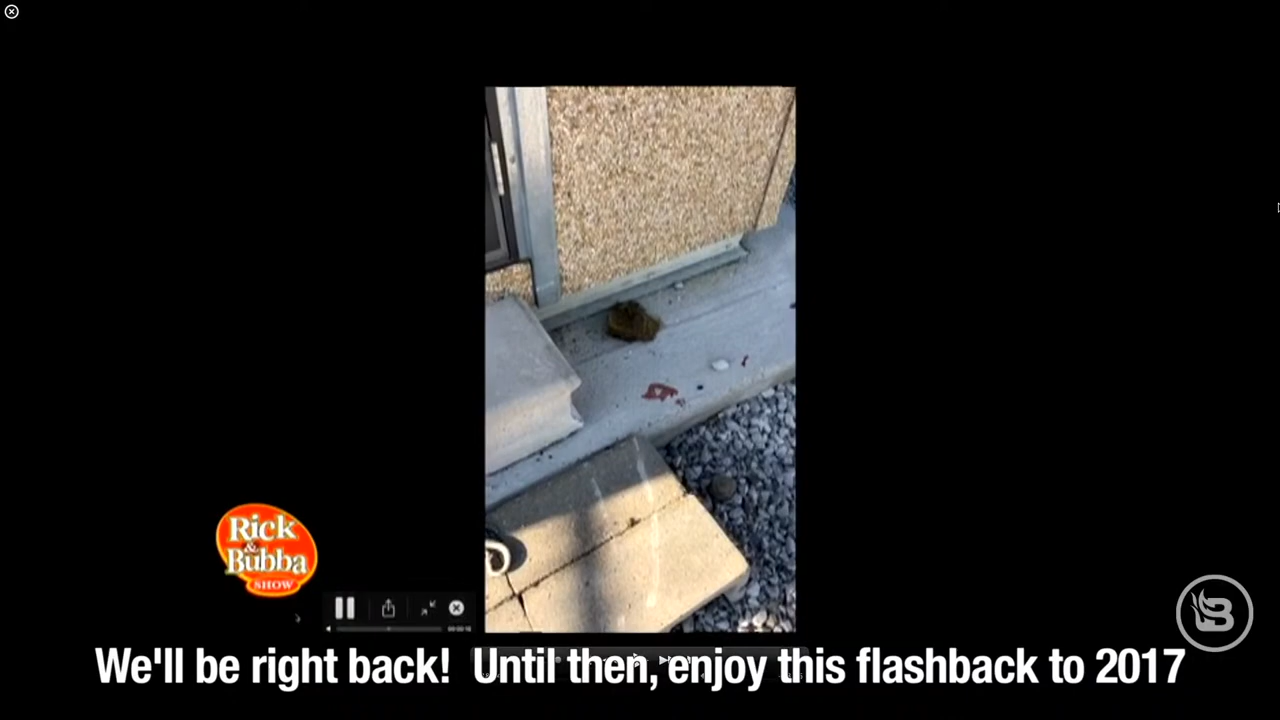 Rick
&
Bubba
SHOW
B
We'll be right back! Until then, enjoy this flashback to 2017